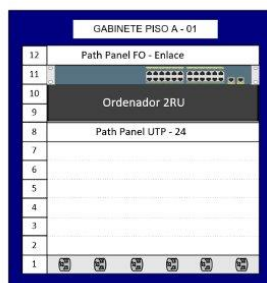 GABINETE PISO A - 01
12 Path Panel FO - Enlace
11
10
Ordenador 2RU
9
8 Path Panel UTP - 24
7
6
5
4
3
2
1